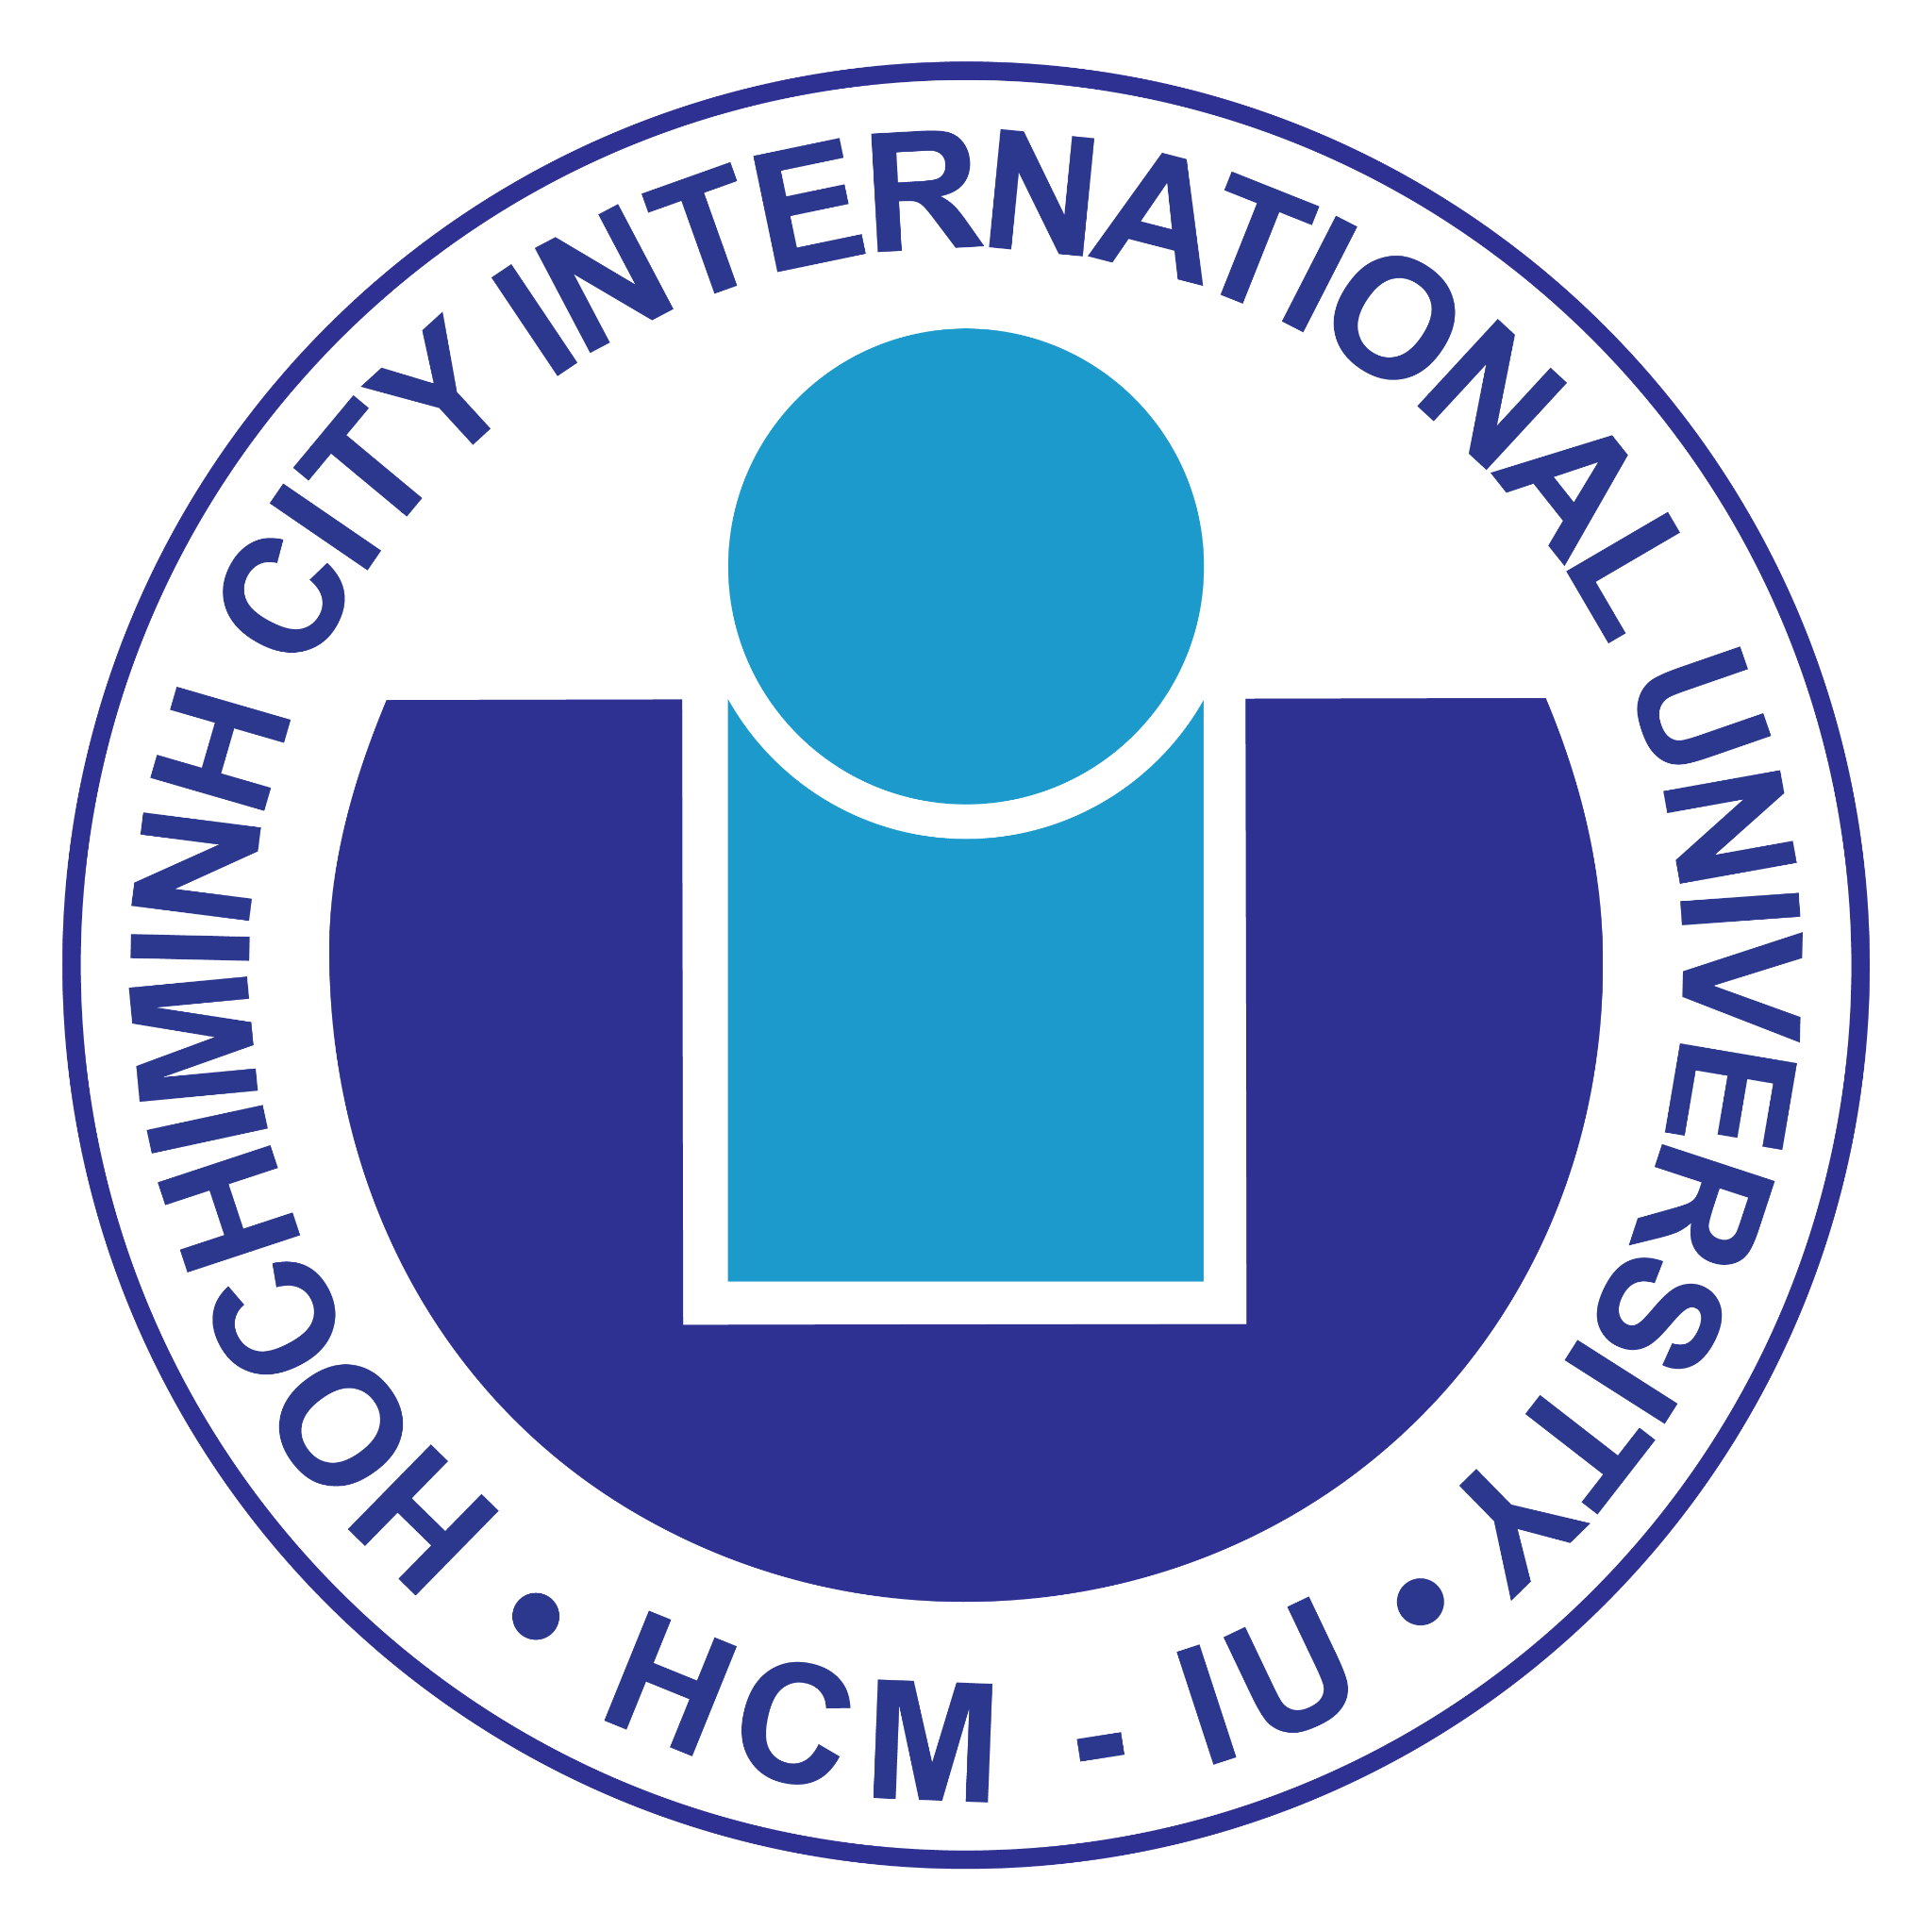 HOCHIMINH CITY INTERNATIONAL UNIVERSITY
• HCM - IU •